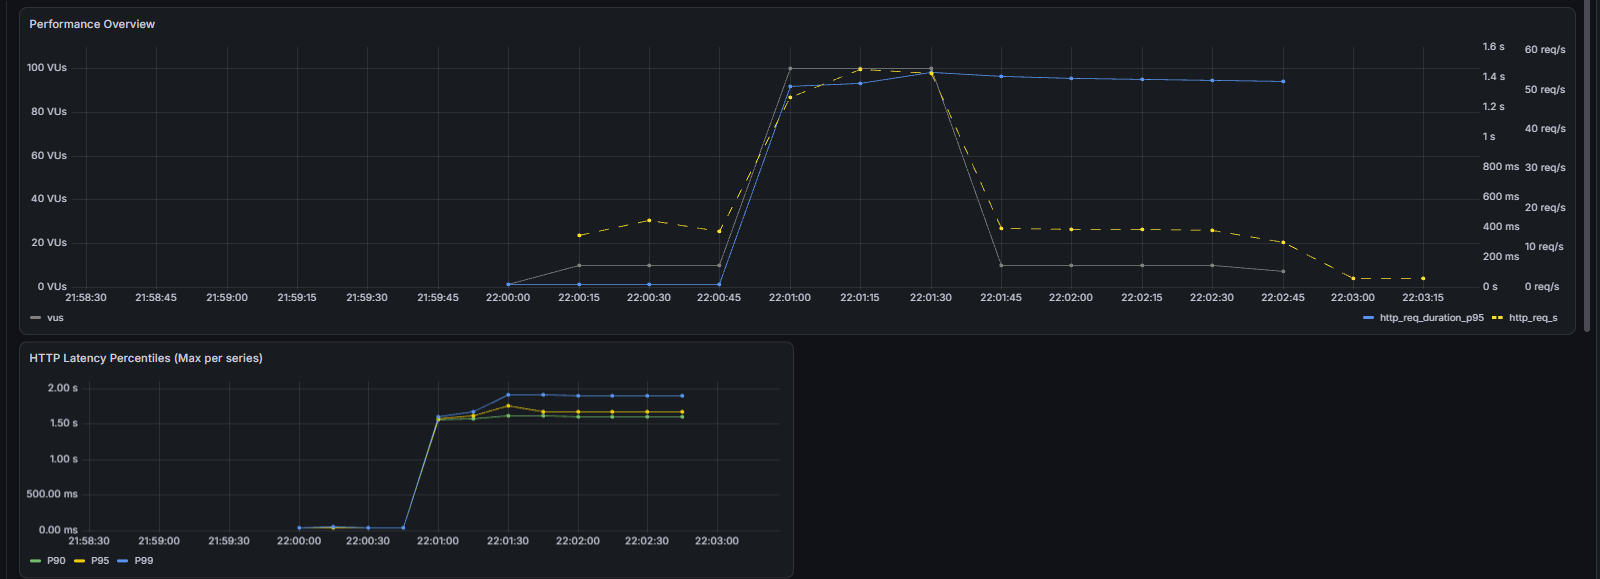 Performance Overview
1.6 s 60 req/s
100 VUs 1.4 s
80 VUs 1.2 s 50 req/s
60 VUs 1 s 40 req/s
40 VUs 800 ms 30 req/s
20 VUs 600 ms 20 req/s
400 ms 10 req/s
200 ms
0 VUs 0 s 0 req/s
21:58:30 21:58:45 21:59:00 21:59:15 21:59:30 21:59:45 22:00:00 22:00:15 22:00:30 22:00:45 22:01:00 22:01:15 22:01:30 22:01:45 22:02:00 22:02:15 22:02:30 22:02:45 22:03:00 22:03:15
vus http_req_duration_p95 http_req_s
HTTP Latency Percentiles (Max per series)
2.00 s
1.50 s
1.00 s
500.00 ms
0.00 ms
21:58:30 21:59:00 21:59:30 22:00:00 22:00:30 22:01:00 22:01:30 22:02:00 22:02:30 22:03:00
P90 P95 P99